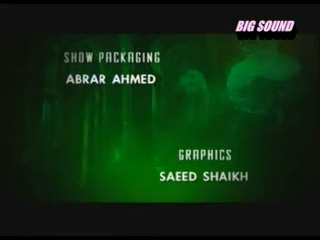 BIG SOUND
SHOW PACKAGING
ABRAR AHMED
GRAPHICS
SAEED SHAIKH